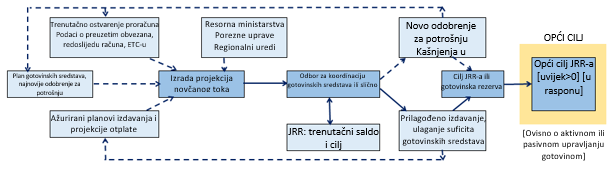 Trenutačno ostvarenje proračuna
Podaci o preuzetim obvezana,
redoslijedu računa, ETC-u
Resorna ministarstva
Porezne uprave
Regionalni uredi
Novo odobrenje
za potrošnju
Kašnjenja u
OPĆI CILJ
Plan gotovinskih sredstava,
najnovije odobrenje za
potrošnju
Izrada projekcija
novčanog toka
Odbor za koordinaciju
gotovinskih sredstava ili slično
Cilj JRR-a ili
gotovinska rezerva
Opći cilj JRR-a
[uvijek>0] [u
rasponu]
Ažurirani planovi izdavanja i
projekcije otplate
JRR: trenutačni saldo
i cilj
Prilagođeno izdavanje,
ulaganje suficita
gotovinskih sredstava
[Ovisno o aktivnom ili
pasivnom upravljanju
gotovinom]